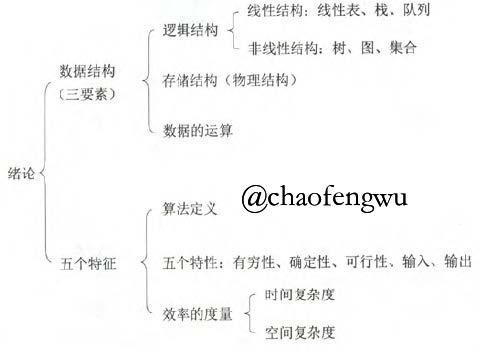 线性结构：线性表、栈、队列
逻辑结构
非线性结构：树、图、集合
数据结构
（三要素）
存储结构（物理结构）
数据的运算
绪论
算法定义
@chaofengwu
五个特征
五个特性：有穷性、确定性、可行性、输入、输出
时间复杂度
效率的度量
空间复杂度